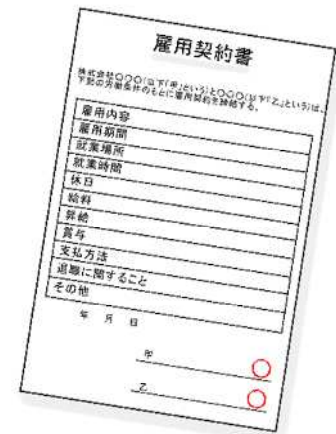 雇用契約書
株式会社〇〇〇(以下「甲」という)と〇〇〇(以下「乙」という)は、
下記の労働条件のもとに雇用契約を締結する。
雇用内容
雇用期間
就業場所
就業時間
休日
給料
昇給
賞与
支払方法
退職に関すること
その他
年 月 日
甲
乙